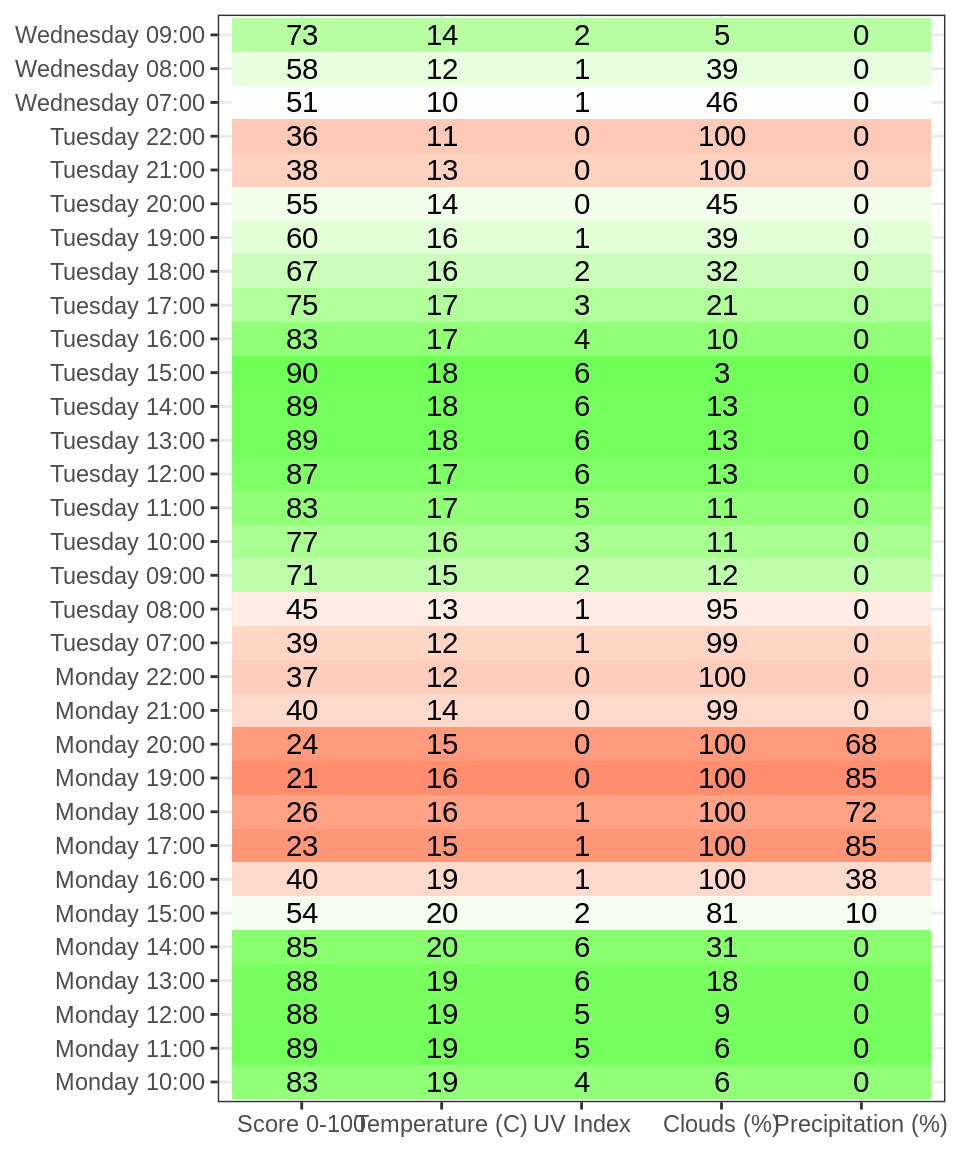 Wednesday 09:00 73 14 2 5 0
Wednesday 08:00 58 12 1 39 0
Wednesday 07:00 51 10 1 46 0
Tuesday 22:00 36 11 0 100 0
Tuesday 21:00 38 13 0 100 0
Tuesday 20:00 55 14 0 45 0
Tuesday 19:00 60 16 1 39 0
Tuesday 18:00 67 16 2 32 0
Tuesday 17:00 75 17 3 21 0
Tuesday 16:00 83 17 4 10 0
Tuesday 15:00 90 18 6 3 0
Tuesday 14:00 89 18 6 13 0
Tuesday 13:00 89 18 6 13 0
Tuesday 12:00 87 17 6 13 0
Tuesday 11:00 83 17 5 11 0
Tuesday 10:00 77 16 3 11 0
Tuesday 09:00 71 15 2 12 0
Tuesday 08:00 45 13 1 95 0
Tuesday 07:00 39 12 1 99 0
Monday 22:00 37 12 0 100 0
Monday 21:00 40 14 0 99 0
Monday 20:00 24 15 0 100 68
Monday 19:00 21 16 0 100 85
Monday 18:00 26 16 1 100 72
Monday 17:00 23 15 1 100 85
Monday 16:00 40 19 1 100 38
Monday 15:00 54 20 2 81 10
Monday 14:00 85 20 6 31 0
Monday 13:00 88 19 6 18 0
Monday 12:00 88 19 5 9 0
Monday 11:00 89 19 5 6 0
Monday 10:00 83 19 4 6 0
Score 0-100 Temperature (C) UV Index Clouds (%) Precipitation (%)